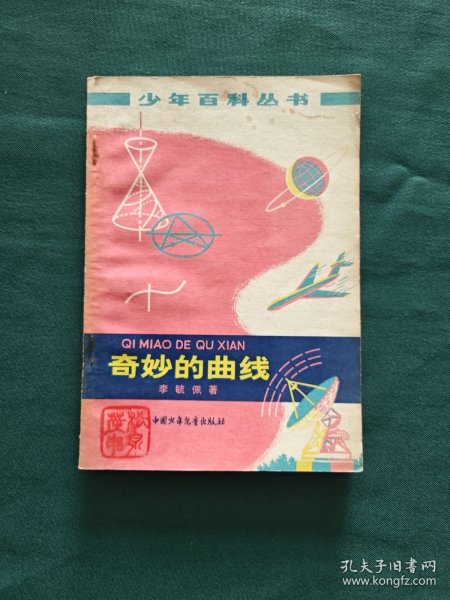 少年百科丛书
QI MIAO DE QU XIAN
奇妙的曲线
李毓佩著
中国少年儿童出版社
孔夫子旧书网
www.kongfz.com